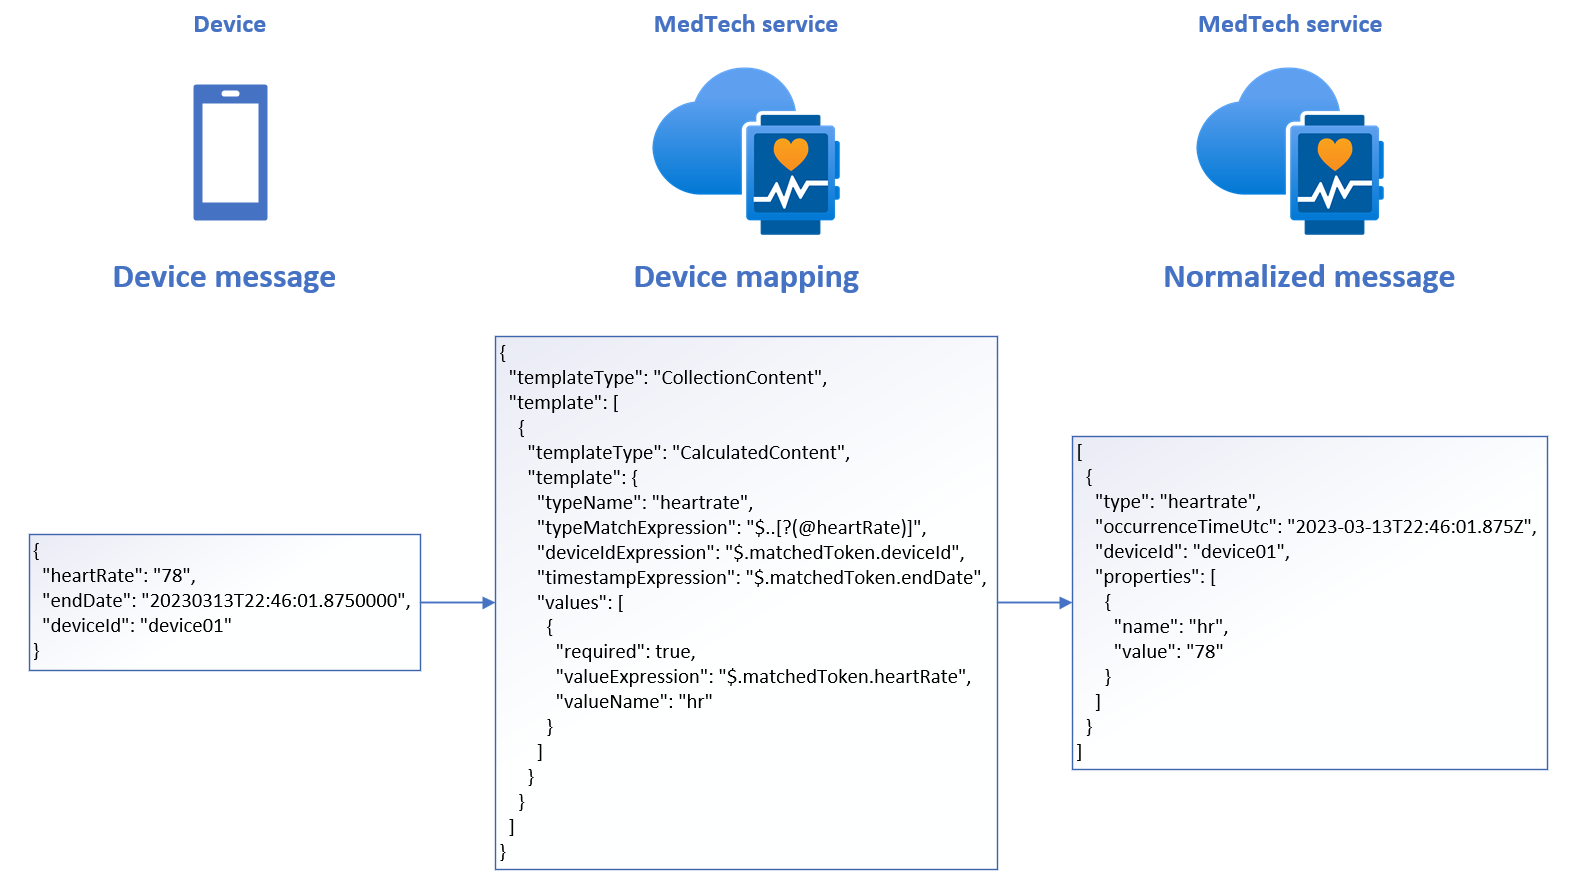 Device
MedTech service
MedTech service
Device message
Device mapping
Normalized message
{
"heartRate": "78",
"endDate": "20230313T22:46:01.8750000",
"deviceId": "device01"
}
{
"templateType": "CollectionContent",
"template": [
{
"templateType": "CalculatedContent",
"template": {
"typeName": "heartrate",
"typeMatchExpression": "$..[?(@heartRate)]",
"deviceIdExpression": "$.matchedToken.deviceId",
"timestampExpression": "$.matchedToken.endDate",
"values": [
{
"required": true,
"valueExpression": "$.matchedToken.heartRate",
"valueName": "hr"
}
]
}
}
]
}
[
{
"type": "heartrate",
"occurrenceTimeUtc": "2023-03-13T22:46:01.875Z",
"deviceId": "device01",
"properties": [
{
"name": "hr",
"value": "78"
}
]
}
]